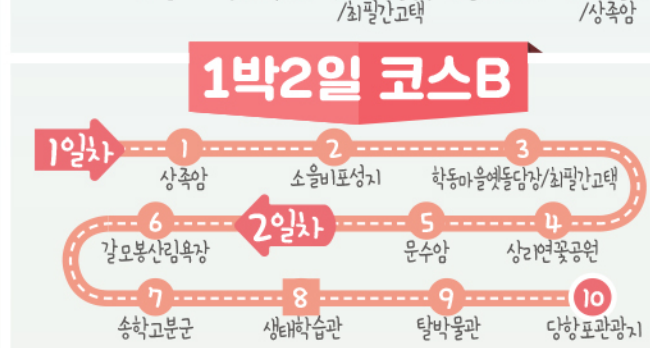 /최필간고택
/상족암
1박2일 코스B
1일차
1 2 3
상족암 소을비포성지 학동마을옛돌담장/최필간고택
6 2일차 5 4
갈모봉산림욕장 문수암 상리연꽃공원
7 8 9 10
송학고분군 생태학습관 탈박물관 당항포관광지